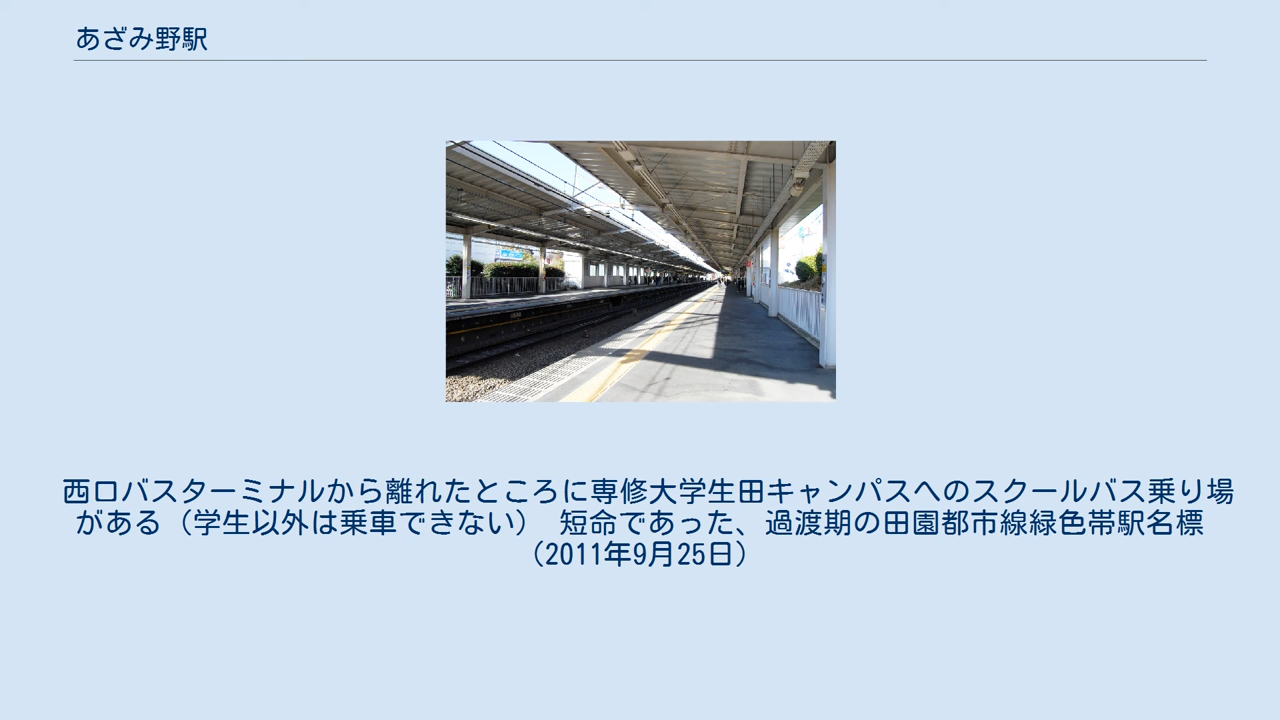 あざみ野駅
西口バスターミナルから離れたところに専修大学生田キャンパスへのスクールバス乗り場
がある（学生以外は乗車できない） 短命であった、過渡期の田園都市線緑色帯駅名標
（2011年9月25日）